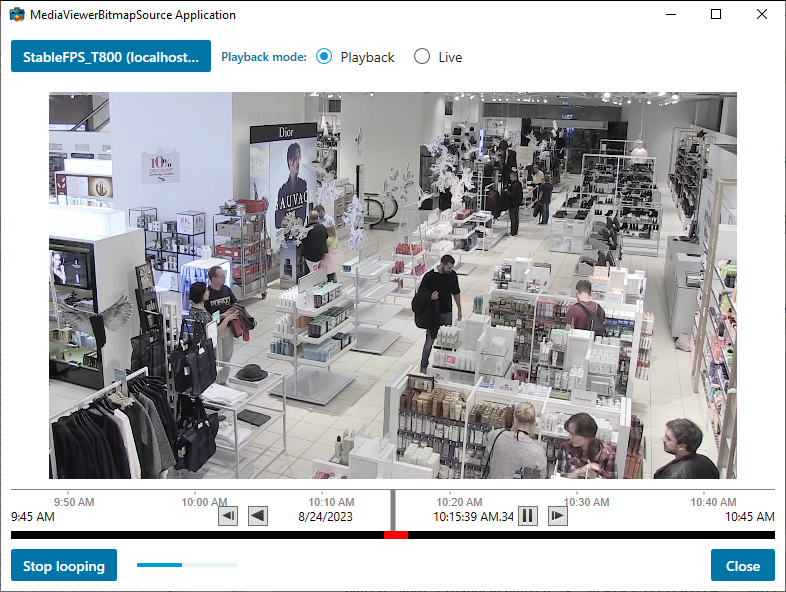 MediaViewerBitmapSource Application
StableFPS_T800 (localhost...
Playback mode: Playback Live
10%
DISCOUNT
Dior
SAUVAG
9:50 AM 10:00 AM 10:10 AM 10:20 AM 10:30 AM 10:40 AM
9:45 AM 8/24/2023 10:15:39 AM.34 10:45 AM
Stop looping Close